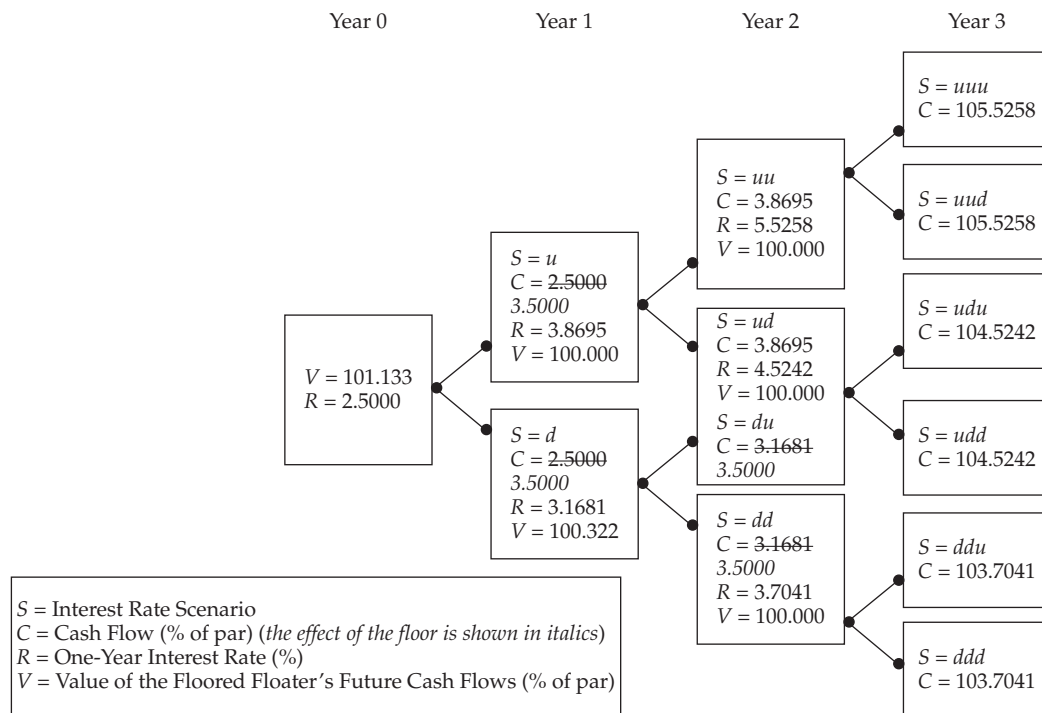 Year 0
Year 1
Year 2
Year 3
V = 101.133
R = 2.5000
S = u
C = 2.5000
3.5000
R = 3.8695
V = 100.000
S = d
C = 2.5000
3.5000
R = 3.1681
V = 100.322
S = uu
C = 3.8695
R = 5.5258
V = 100.000
S = ud
C = 3.8695
R = 4.5242
V = 100.000
S = du
C = 3.1681
3.5000
S = dd
C = 3.1681
3.5000
R = 3.7041
V = 100.000
S = uuu
C = 105.5258
S = uud
C = 105.5258
S = udu
C = 104.5242
S = udd
C = 104.5242
S = ddu
C = 103.7041
S = ddd
C = 103.7041
S = Interest Rate Scenario
C = Cash Flow (% of par) (the effect of the floor is shown in italics)
R = One-Year Interest Rate (%)
V = Value of the Floored Floater's Future Cash Flows (% of par)